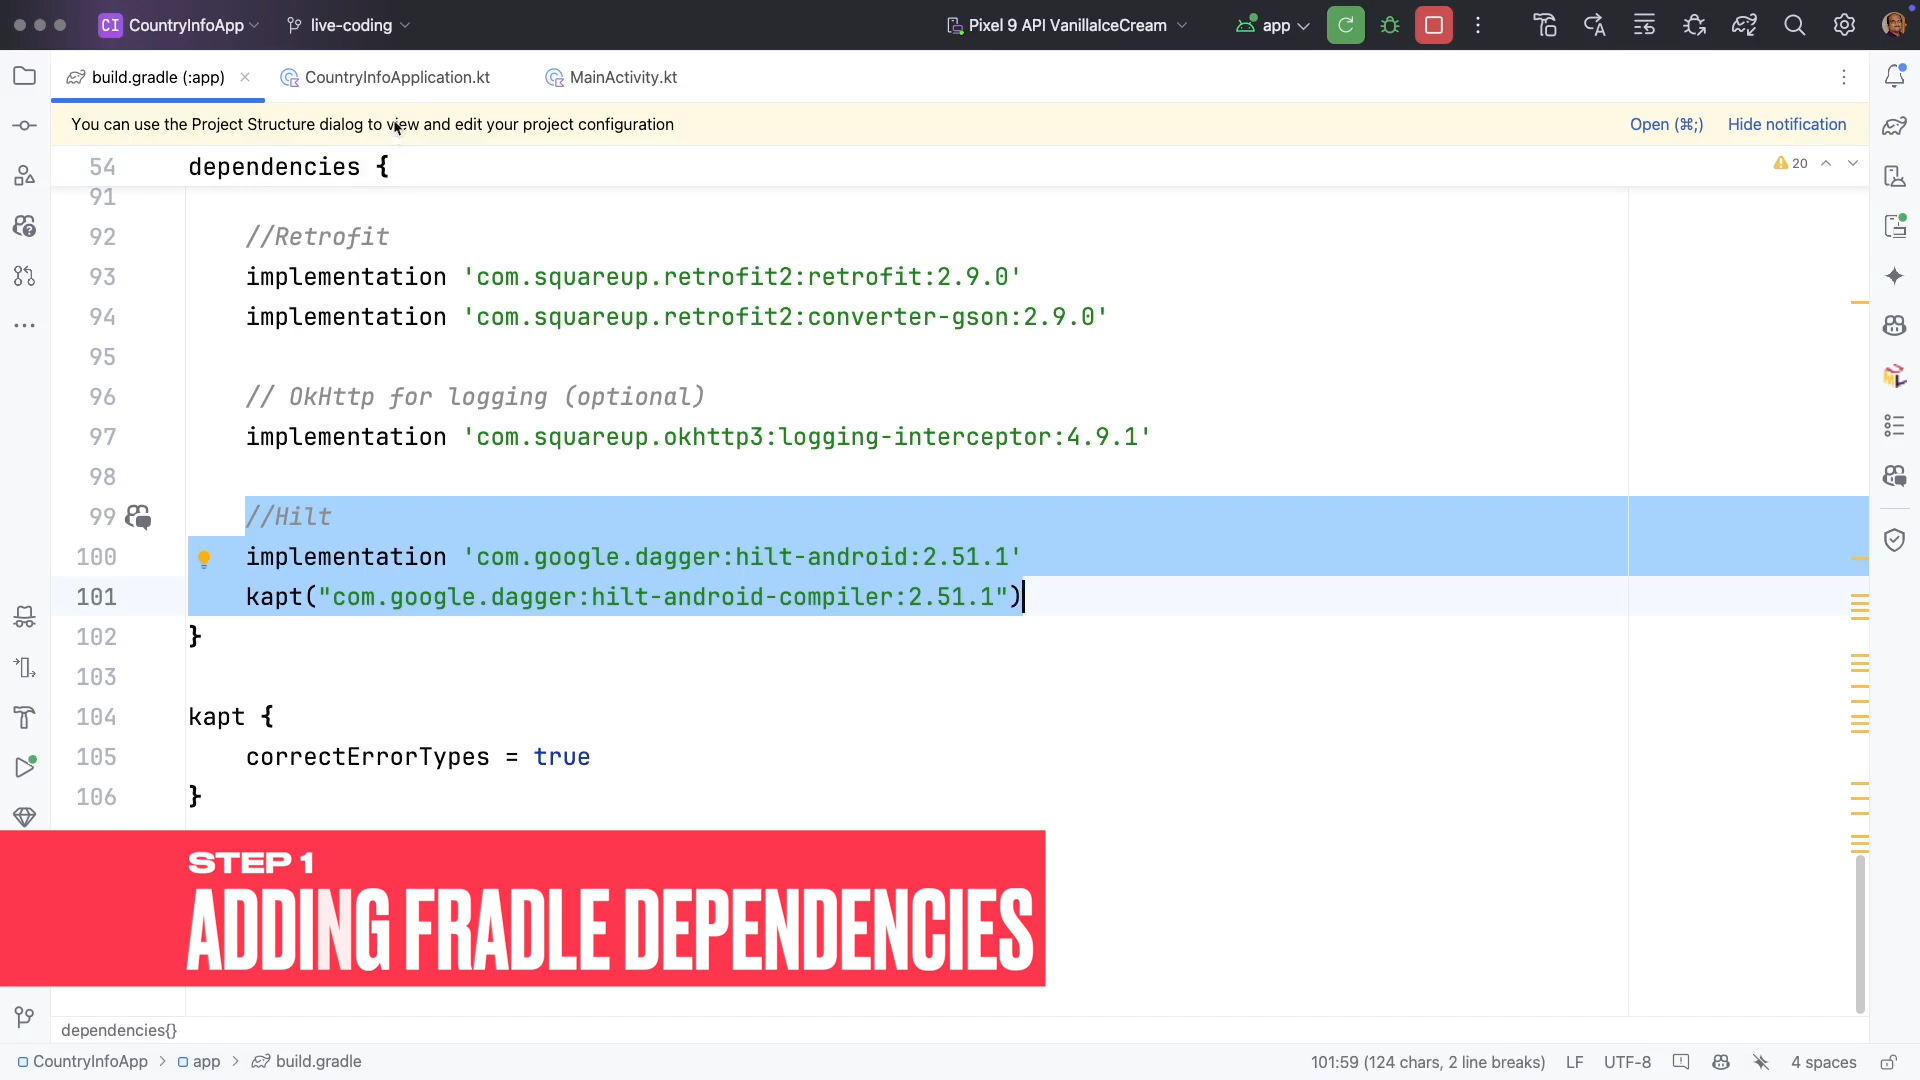 CI CountryInfoApp live-coding Pixel 9 API VanillaIceCream app
build.gradle (:app) CountryInfoApplication.kt MainActivity.kt
You can use the Project Structure dialog to view and edit your project configuration Open (⌘;) Hide notification
54 dependencies { 20
91
92 //Retrofit
93 implementation 'com.squareup.retrofit2:retrofit:2.9.0'
94 implementation 'com.squareup.retrofit2:converter-gson:2.9.0'
95
96 // OkHttp for logging (optional)
97 implementation 'com.squareup.okhttp3:logging-interceptor:4.9.1'
98
99 //Hilt
100 implementation 'com.google.dagger:hilt-android:2.51.1'
101 kapt("com.google.dagger:hilt-android-compiler:2.51.1")
102 }
103
104 kapt {
105 correctErrorTypes = true
106 }
STEP 1
ADDING FRADLE DEPENDENCIES
dependencies{}
CountryInfoApp > app > build.gradle 101:59 (124 chars, 2 line breaks) LF UTF-8 4 spaces